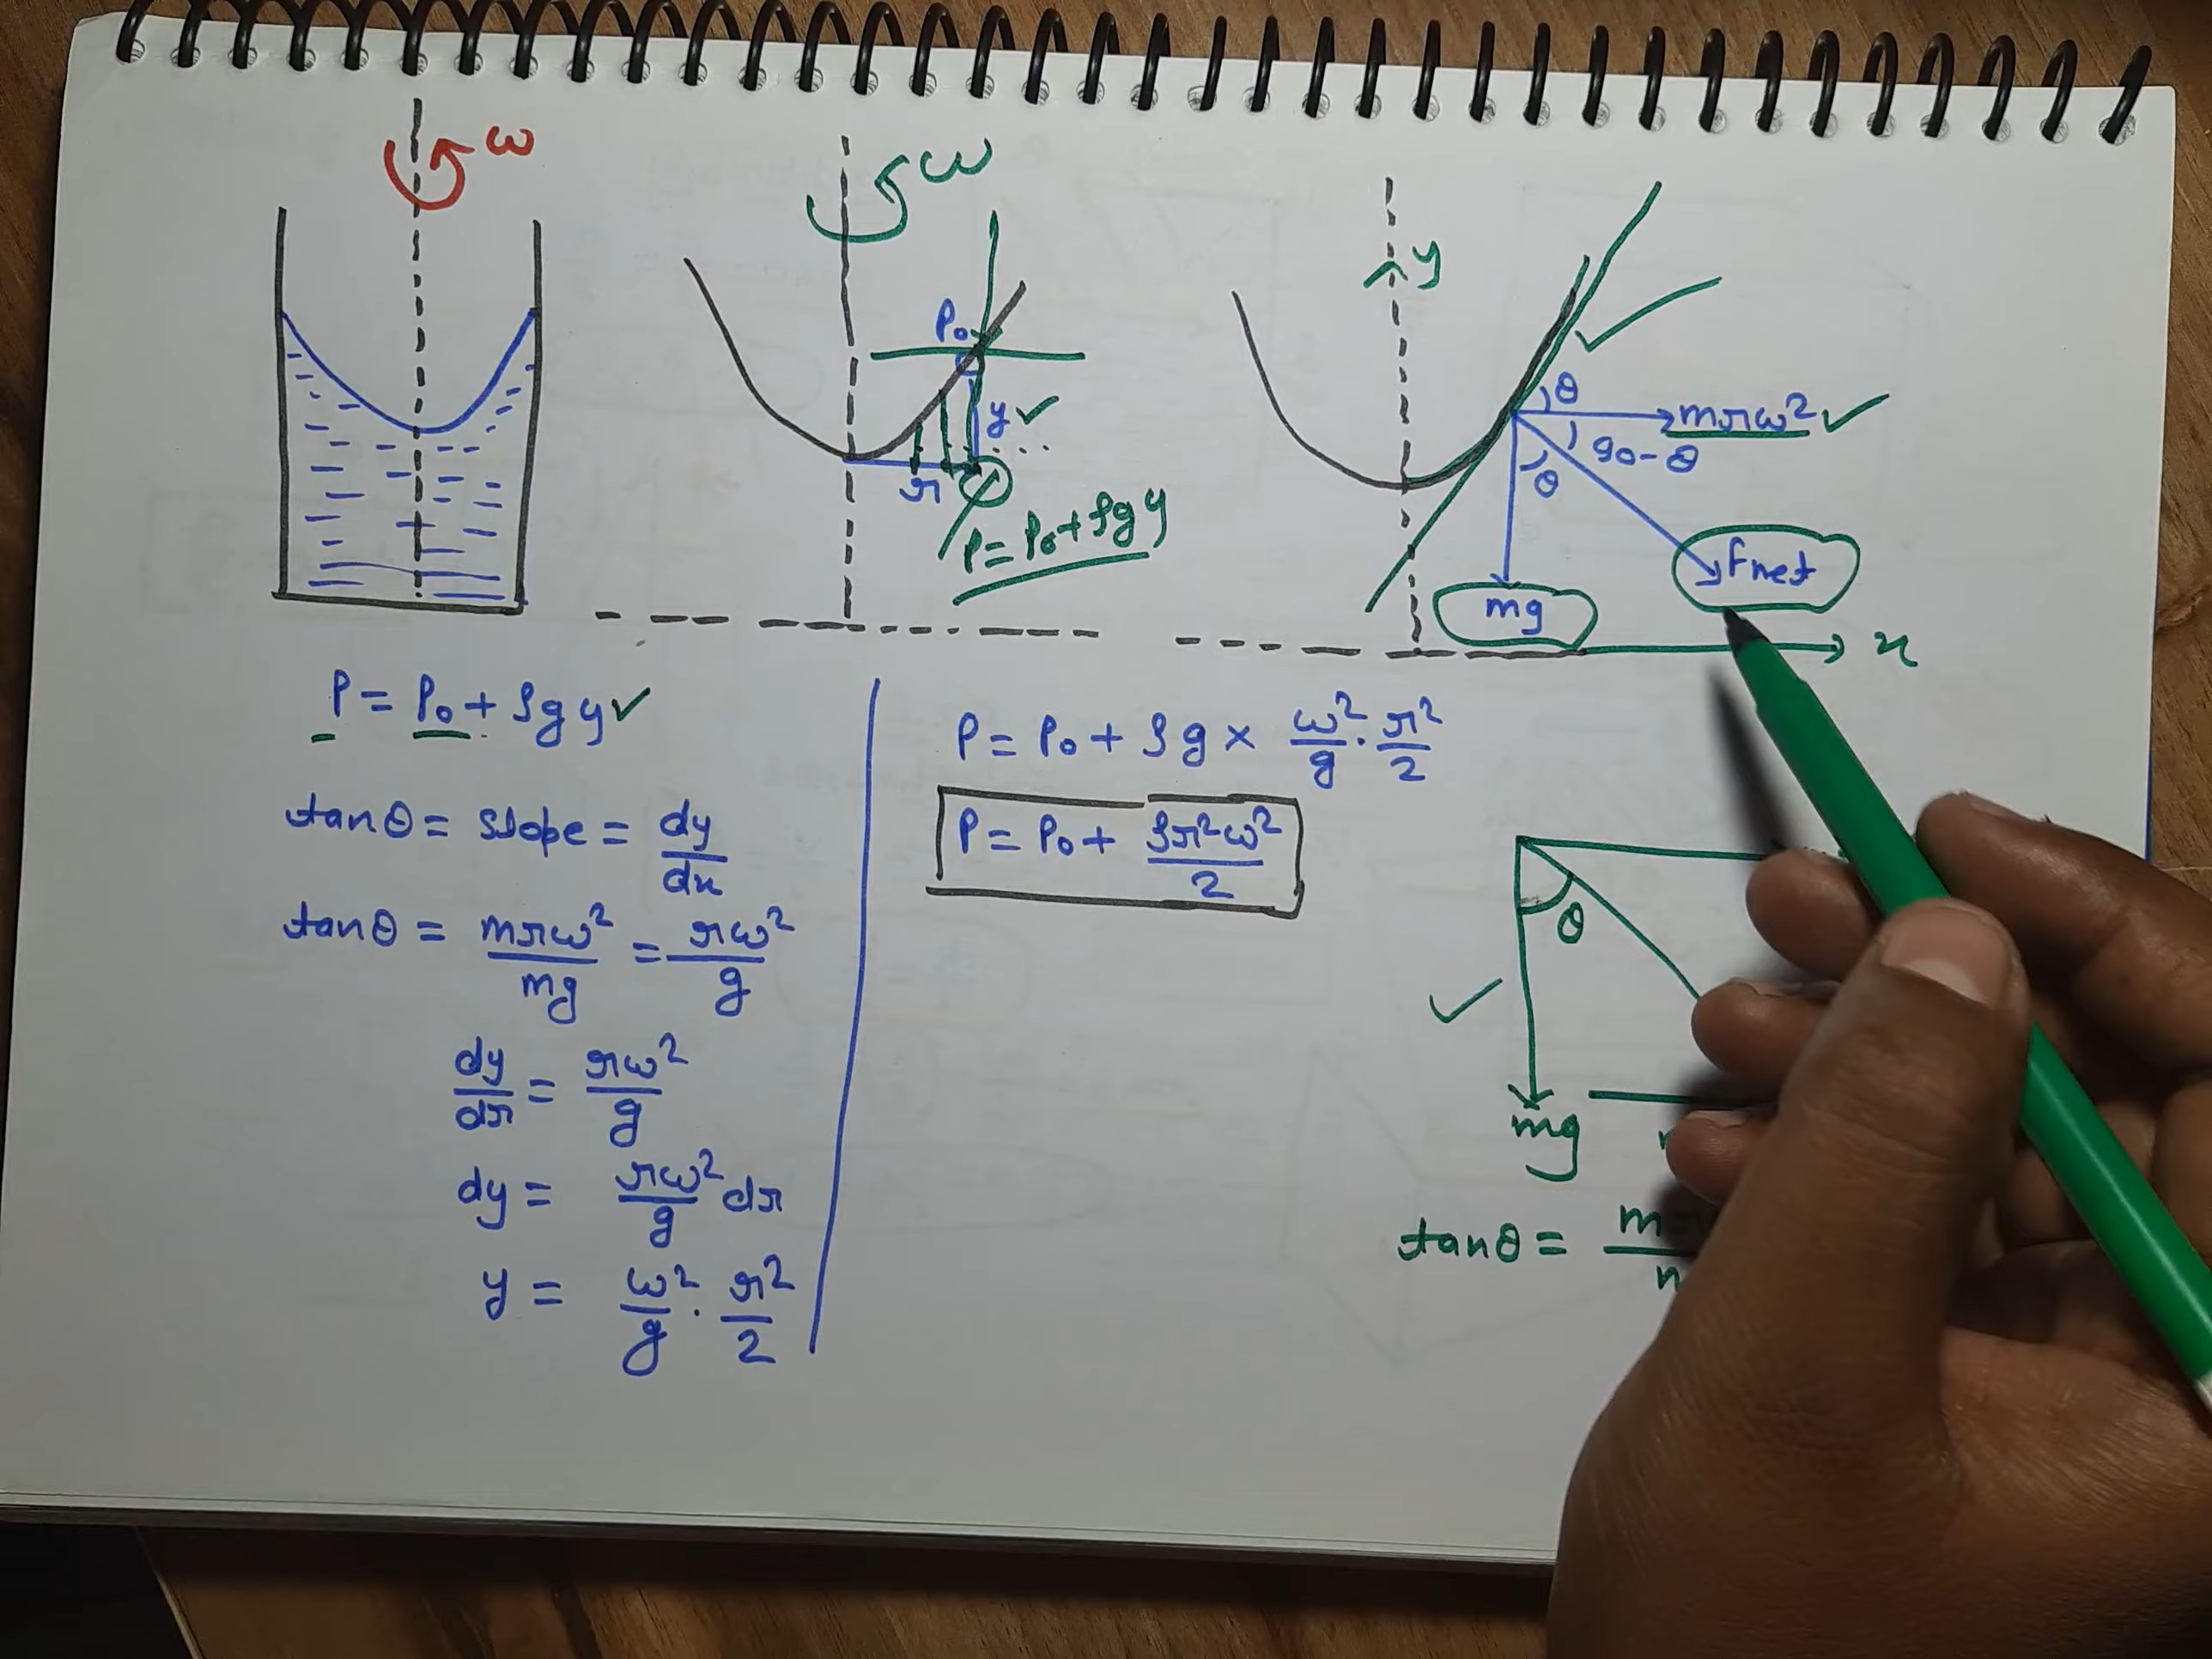 ω
ω
P₀
y
r
P = P₀ + ρgy
y
θ
mrω²
90-θ
θ
Fnet
mg
x
P = P₀ + ρgy
tanθ = slope = dy/dx
tanθ = mrω²/mg = rω²/g
dy/dr = rω²/g
dy = rω²/g dr
y = ω²/g · r²/2
P = P₀ + ρg × ω²/g · r²/2
P = P₀ + ρr²ω²/2
θ
mg
tanθ =